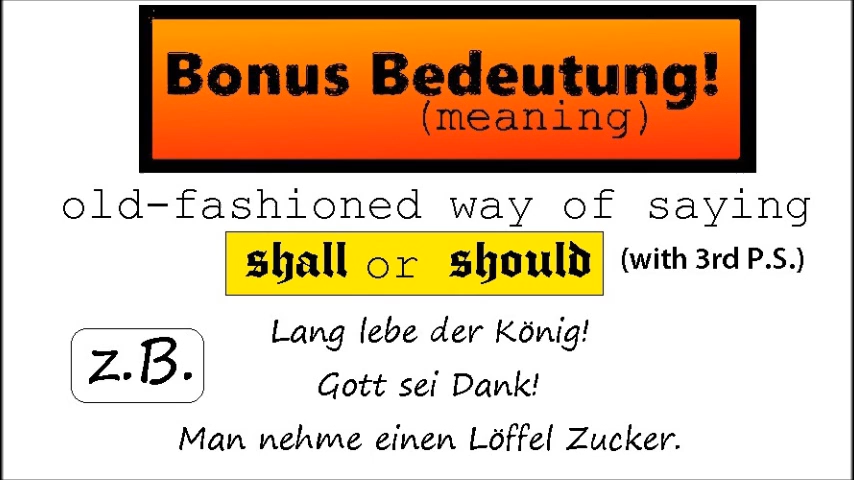 Bonus Bedeutung!
(meaning)
old-fashioned way of saying
shall or should (with 3rd P.S.)
z.B.
Lang lebe der König!
Gott sei Dank!
Man nehme einen Löffel Zucker.